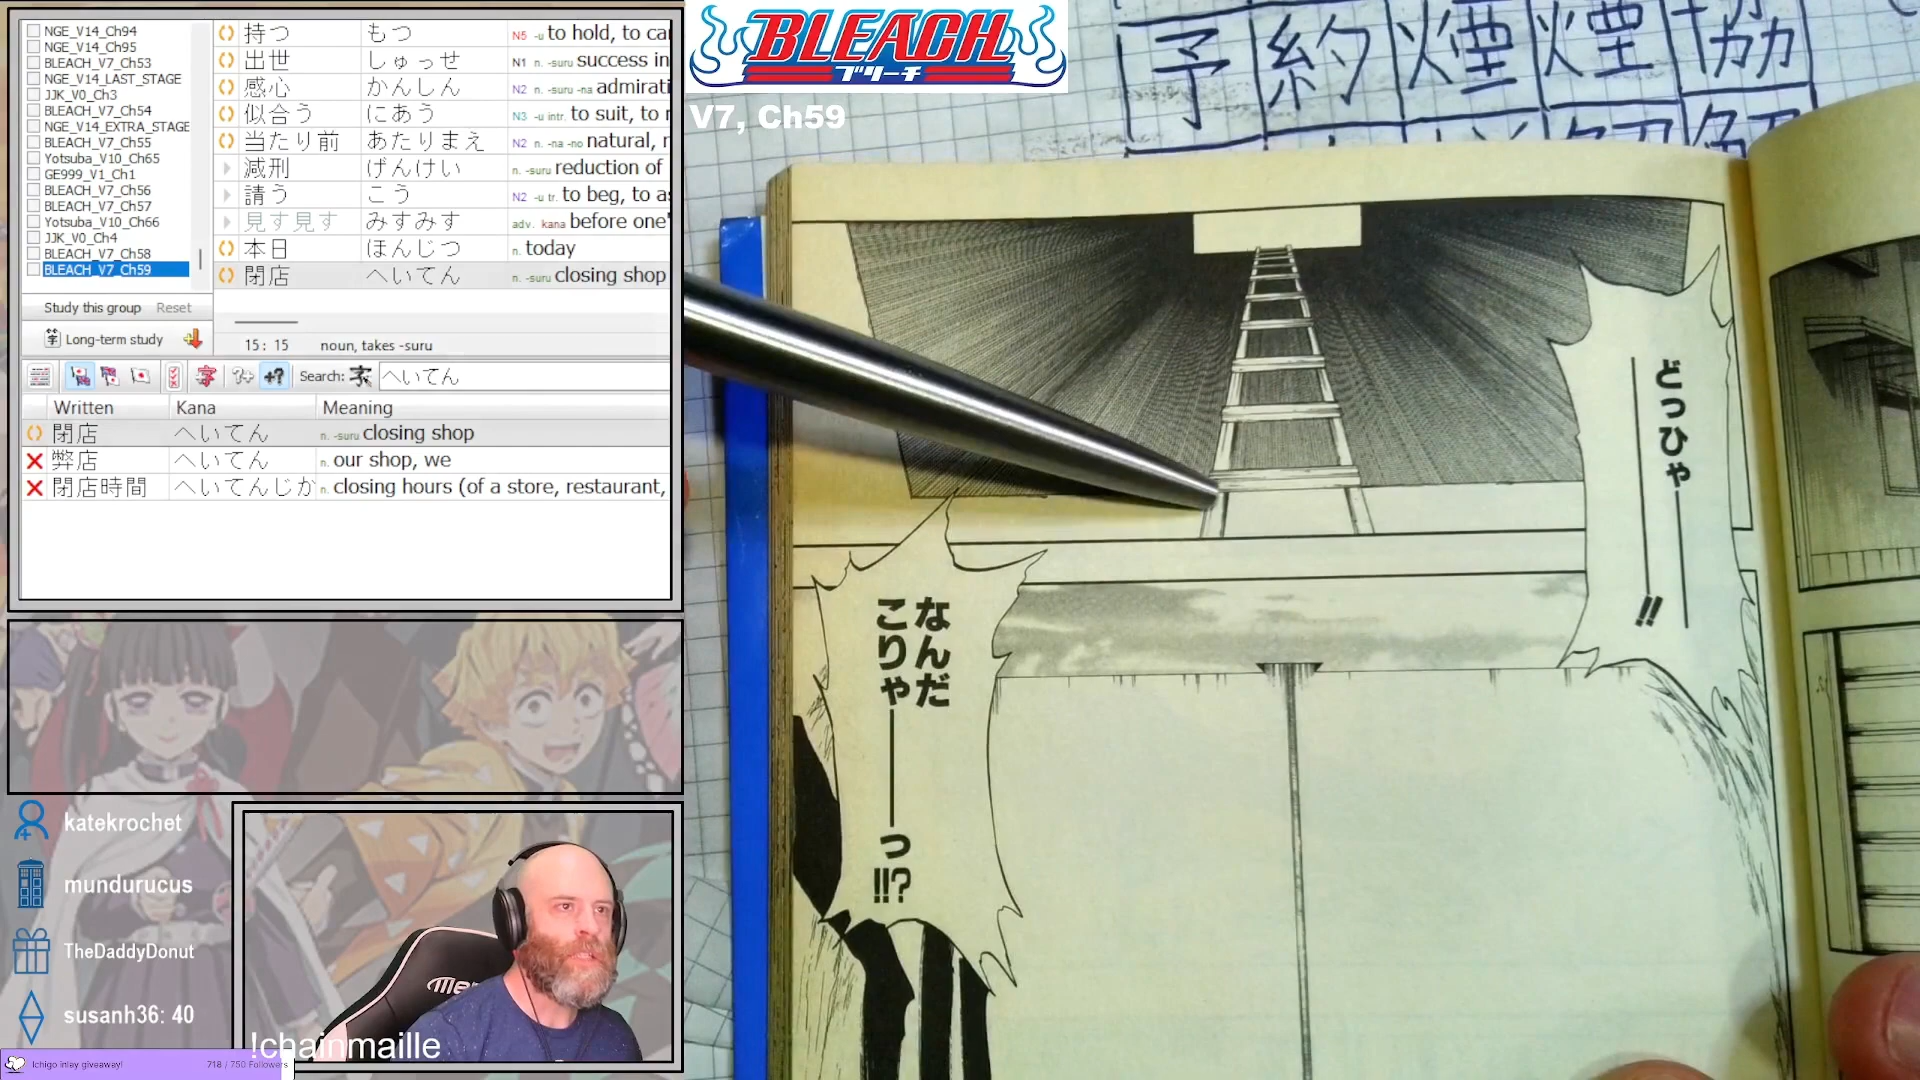 NGE_V14_Ch94
NGE_V14_Ch95
BLEACH_V7_Ch53
NGE_V14_LAST_STAGE
JJK_V0_Ch3
BLEACH_V7_Ch54
NGE_V14_EXTRA_STAGE
BLEACH_V7_Ch55
Yotsuba_V10_Ch65
GE999_V1_Ch1
BLEACH_V7_Ch56
BLEACH_V7_Ch57
Yotsuba_V10_Ch66
JJK_V0_Ch4
BLEACH_V7_Ch58
BLEACH_V7_Ch59
Study this group Reset
Long-term study
持つ もつ N5 -u to hold, to ca
出世 しゅっせ N1 n. -suru success in
感心 かんしん N2 n. -suru -na admirati
似合う にあう N3 -u intr. to suit, to
当たり前 あたりまえ N2 n. -na -no natural, r
減刑 げんけい n. -suru reduction of
請う こう N2 -u tr. to beg, to a
見す見す みすみす adv. kana before one'
本日 ほんじつ n. today
閉店 へいてん n. -suru closing shop
15: 15 noun, takes -suru
Search: へいてん
Written Kana Meaning
閉店 へいてん n. -suru closing shop
弊店 へいてん n. our shop, we
閉店時間 へいてんじか n. closing hours (of a store, restaurant,
katekrochet
mundurucus
TheDaddyDonut
susanh36: 40
Ichigo inlay giveaway! 718 / 750 Followers
!chainmaille
BLEACH
ブリーチ
V7, Ch59
予約煙煙協
どっひゃ――!!
なんだ
こりゃ――っ!!?